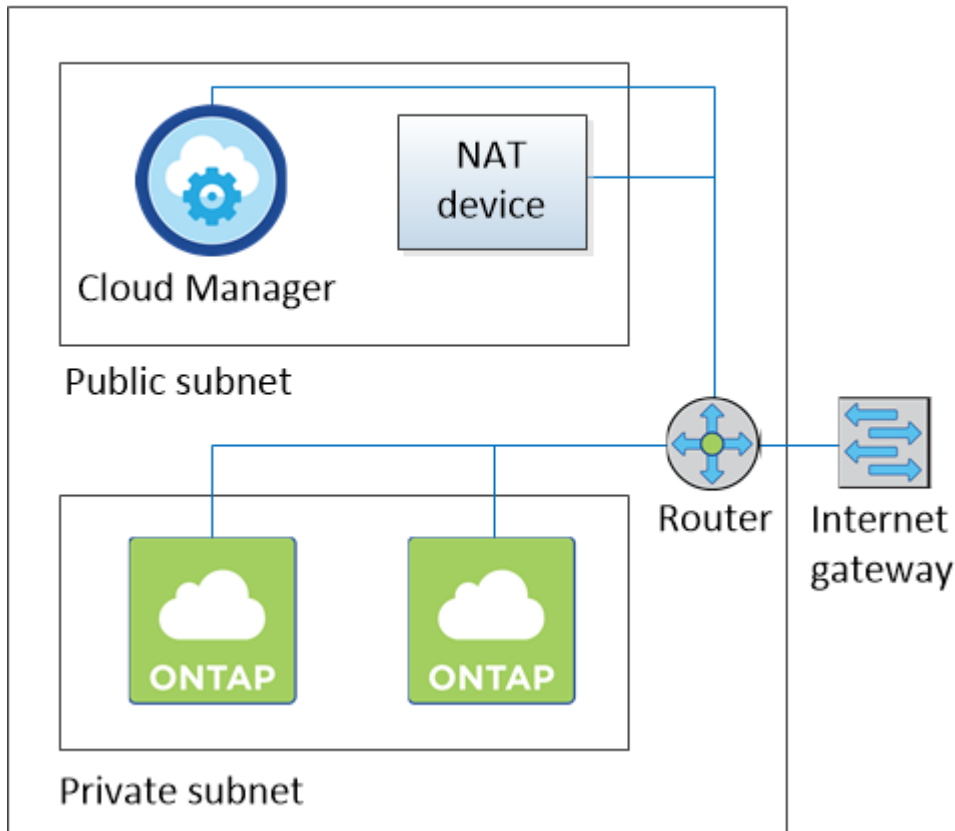 NAT
device
Cloud Manager
Public subnet
Router
Internet
gateway
ONTAP
ONTAP
Private subnet